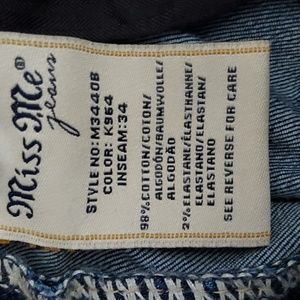 Miss Me®
jeans
STYLE NO: M3440B
COLOR: K964
INSEAM:34
98%COTTON/COTON/
ALGODÓN/BAUMWOLLE/
ALGODÃO
2%ELASTANE/ÉLASTHANNE/
ELASTANO/ELASTAN/
ELASTANO
SEE REVERSE FOR CARE